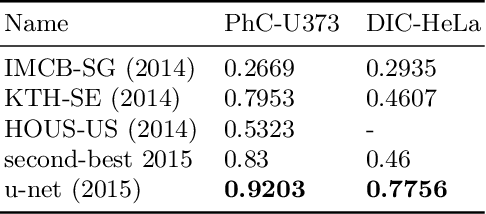 Name PhC-U373 DIC-HeLa
IMCB-SG (2014) 0.2669 0.2935
KTH-SE (2014) 0.7953 0.4607
HOUS-US (2014) 0.5323 -
second-best 2015 0.83 0.46
u-net (2015) 0.9203 0.7756